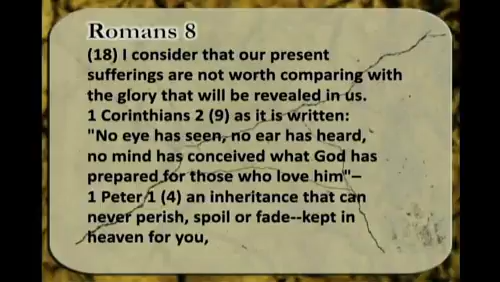 Romans 8
(18) I consider that our present
sufferings are not worth comparing with
the glory that will be revealed in us.
1 Corinthians 2 (9) as it is written:
"No eye has seen, no ear has heard,
no mind has conceived what God has
prepared for those who love him"–
1 Peter 1 (4) an inheritance that can
never perish, spoil or fade--kept in
heaven for you,